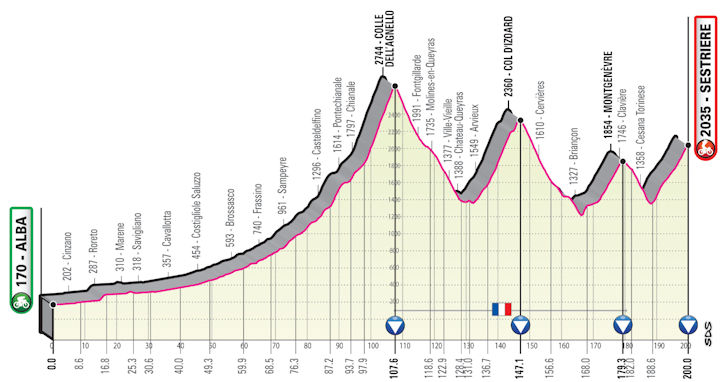 170 - ALBA
202 - Cinzano
287 - Roreto
310 - Marene
318 - Savigliano
357 - Cavallotta
454 - Costigliole Saluzzo
593 - Brossasco
740 - Frassino
961 - Sampeyre
1296 - Casteldelfino
1614 - Pontechianale
1797 - Chianale
2744 - COLLE
DELL'AGNELLO
1991 - Fontgillarde
1735 - Molines-en-Queyras
1377 - Ville-Vieille
1388 - Chateau-Queyras
1549 - Arvieux
2360 - COL D'IZOARD
1610 - Cervières
1327 - Briançon
1854 - MONTGENÈVRE
1746 - Clavière
1358 - Cesana Torinese
2035 - SESTRIERE
2400
2200
2000
1800
1600
1400
1200
1000
800
600
400
200
0 10 20 30 40 50 60 70 80 90 100 110 120 130 140 150 160 170 180 190 200
0.0 8.6 16.8 25.3 30.6 40.9 49.3 59.9 68.5 76.3 87.2 93.7 97.9 107.6 118.6 122.9 128.4 131.0 136.7 147.1 156.6 168.0 179.3 182.0 188.6 200.0
SDS